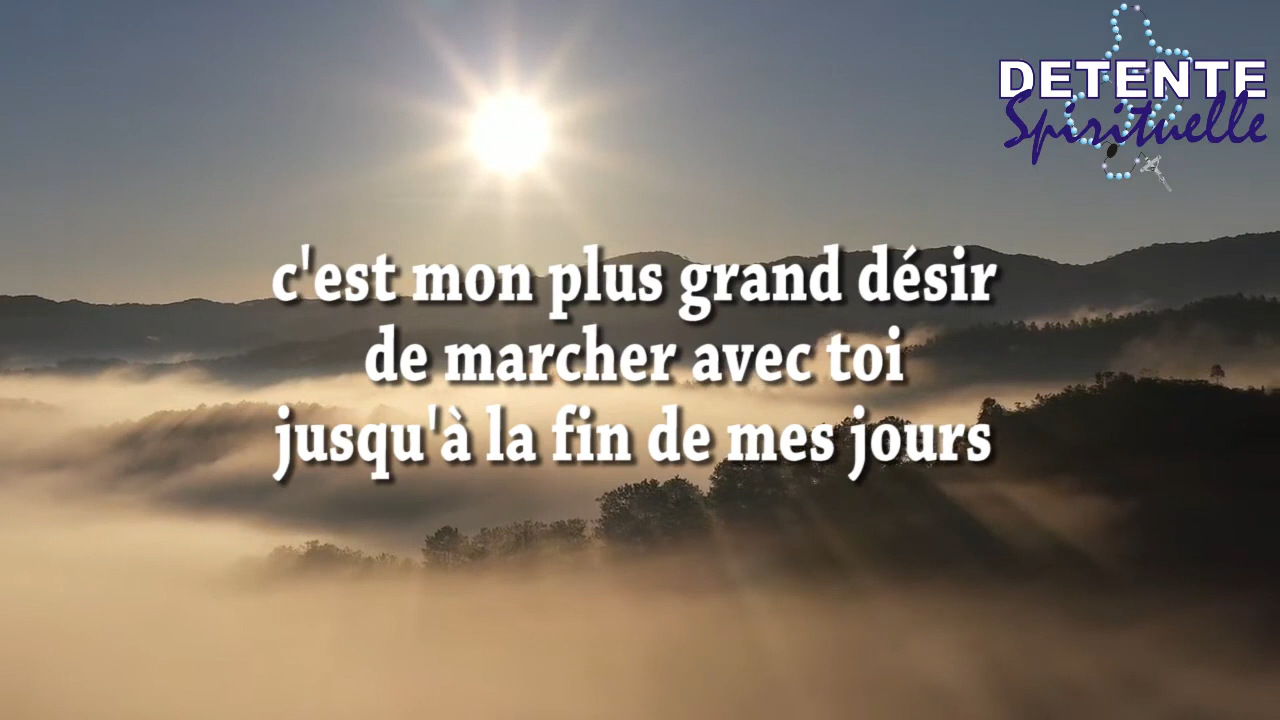 DETENTE
Spirituelle
c'est mon plus grand désir
de marcher avec toi
jusqu'à la fin de mes jours